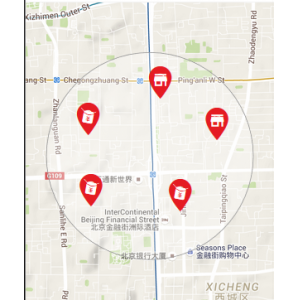 Xizhimen Outer St
Zhaodengyu Rd
ang St
Chegongzhuang St
Ping'anli W St
Zhanlanguan Rd
G109
通新世界
Sanlihe E Rd
Taipingqiao St
InterContinental
Beijing Financial Street
北京金融街洲际酒店
Seasons Place
金融街购物中心
北京银行大厦
Rd
XICHENG
西城区